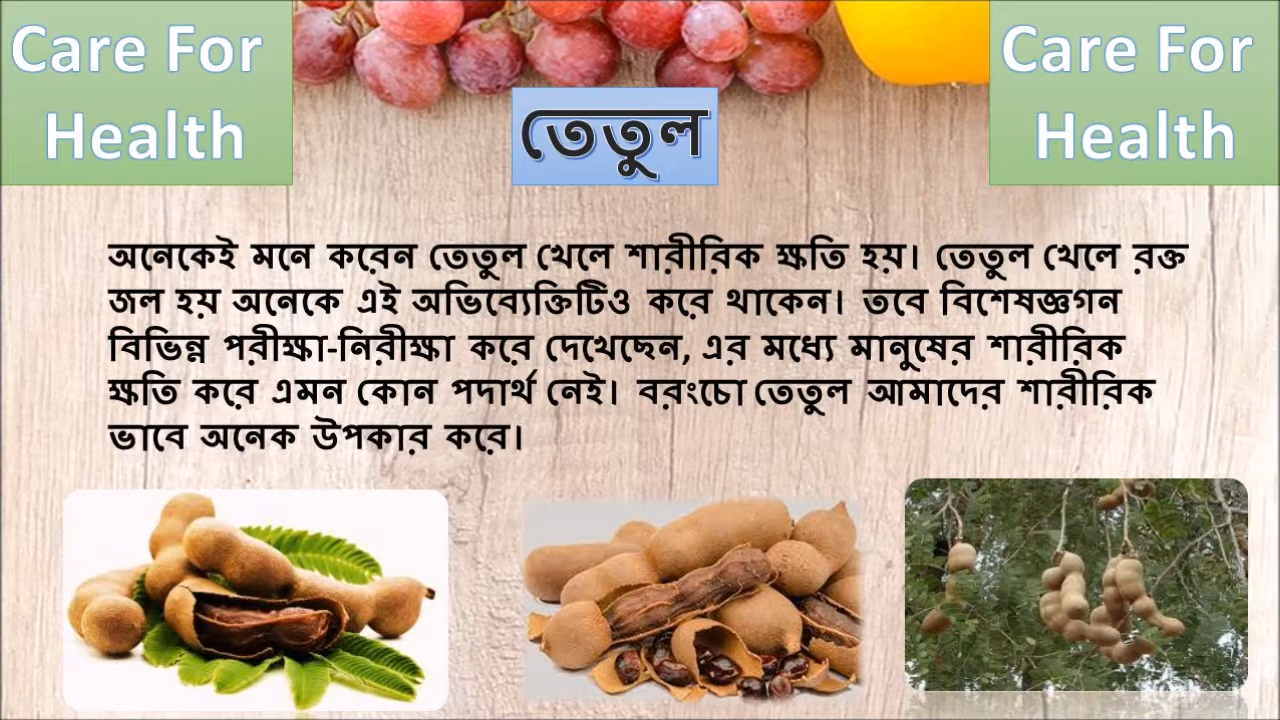 Care For
Health
Care For
Health
তেতুল
অনেকেই মনে করেন তেতুল খেলে শারীরিক ক্ষতি হয়। তেতুল খেলে রক্ত
জল হয় অনেকে এই অভিব্যেক্তিটিও করে থাকেন। তবে বিশেষজ্ঞগন
বিভিন্ন পরীক্ষা-নিরীক্ষা করে দেখেছেন, এর মধ্যে মানুষের শারীরিক
ক্ষতি করে এমন কোন পদার্থ নেই। বরংচো তেতুল আমাদের শারীরিক
ভাবে অনেক উপকার করে।